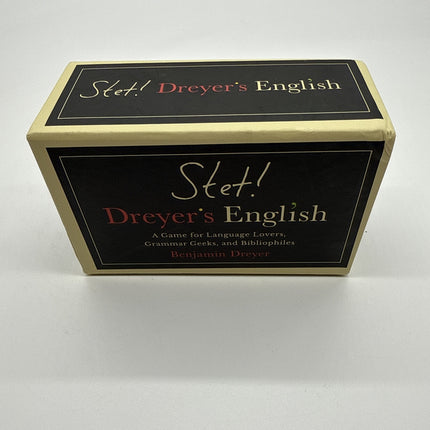 Stet! Dreyer's English
Stet!
Dreyer's English
A Game for Language Lovers,
Grammar Geeks, and Bibliophiles
Benjamin Dreyer